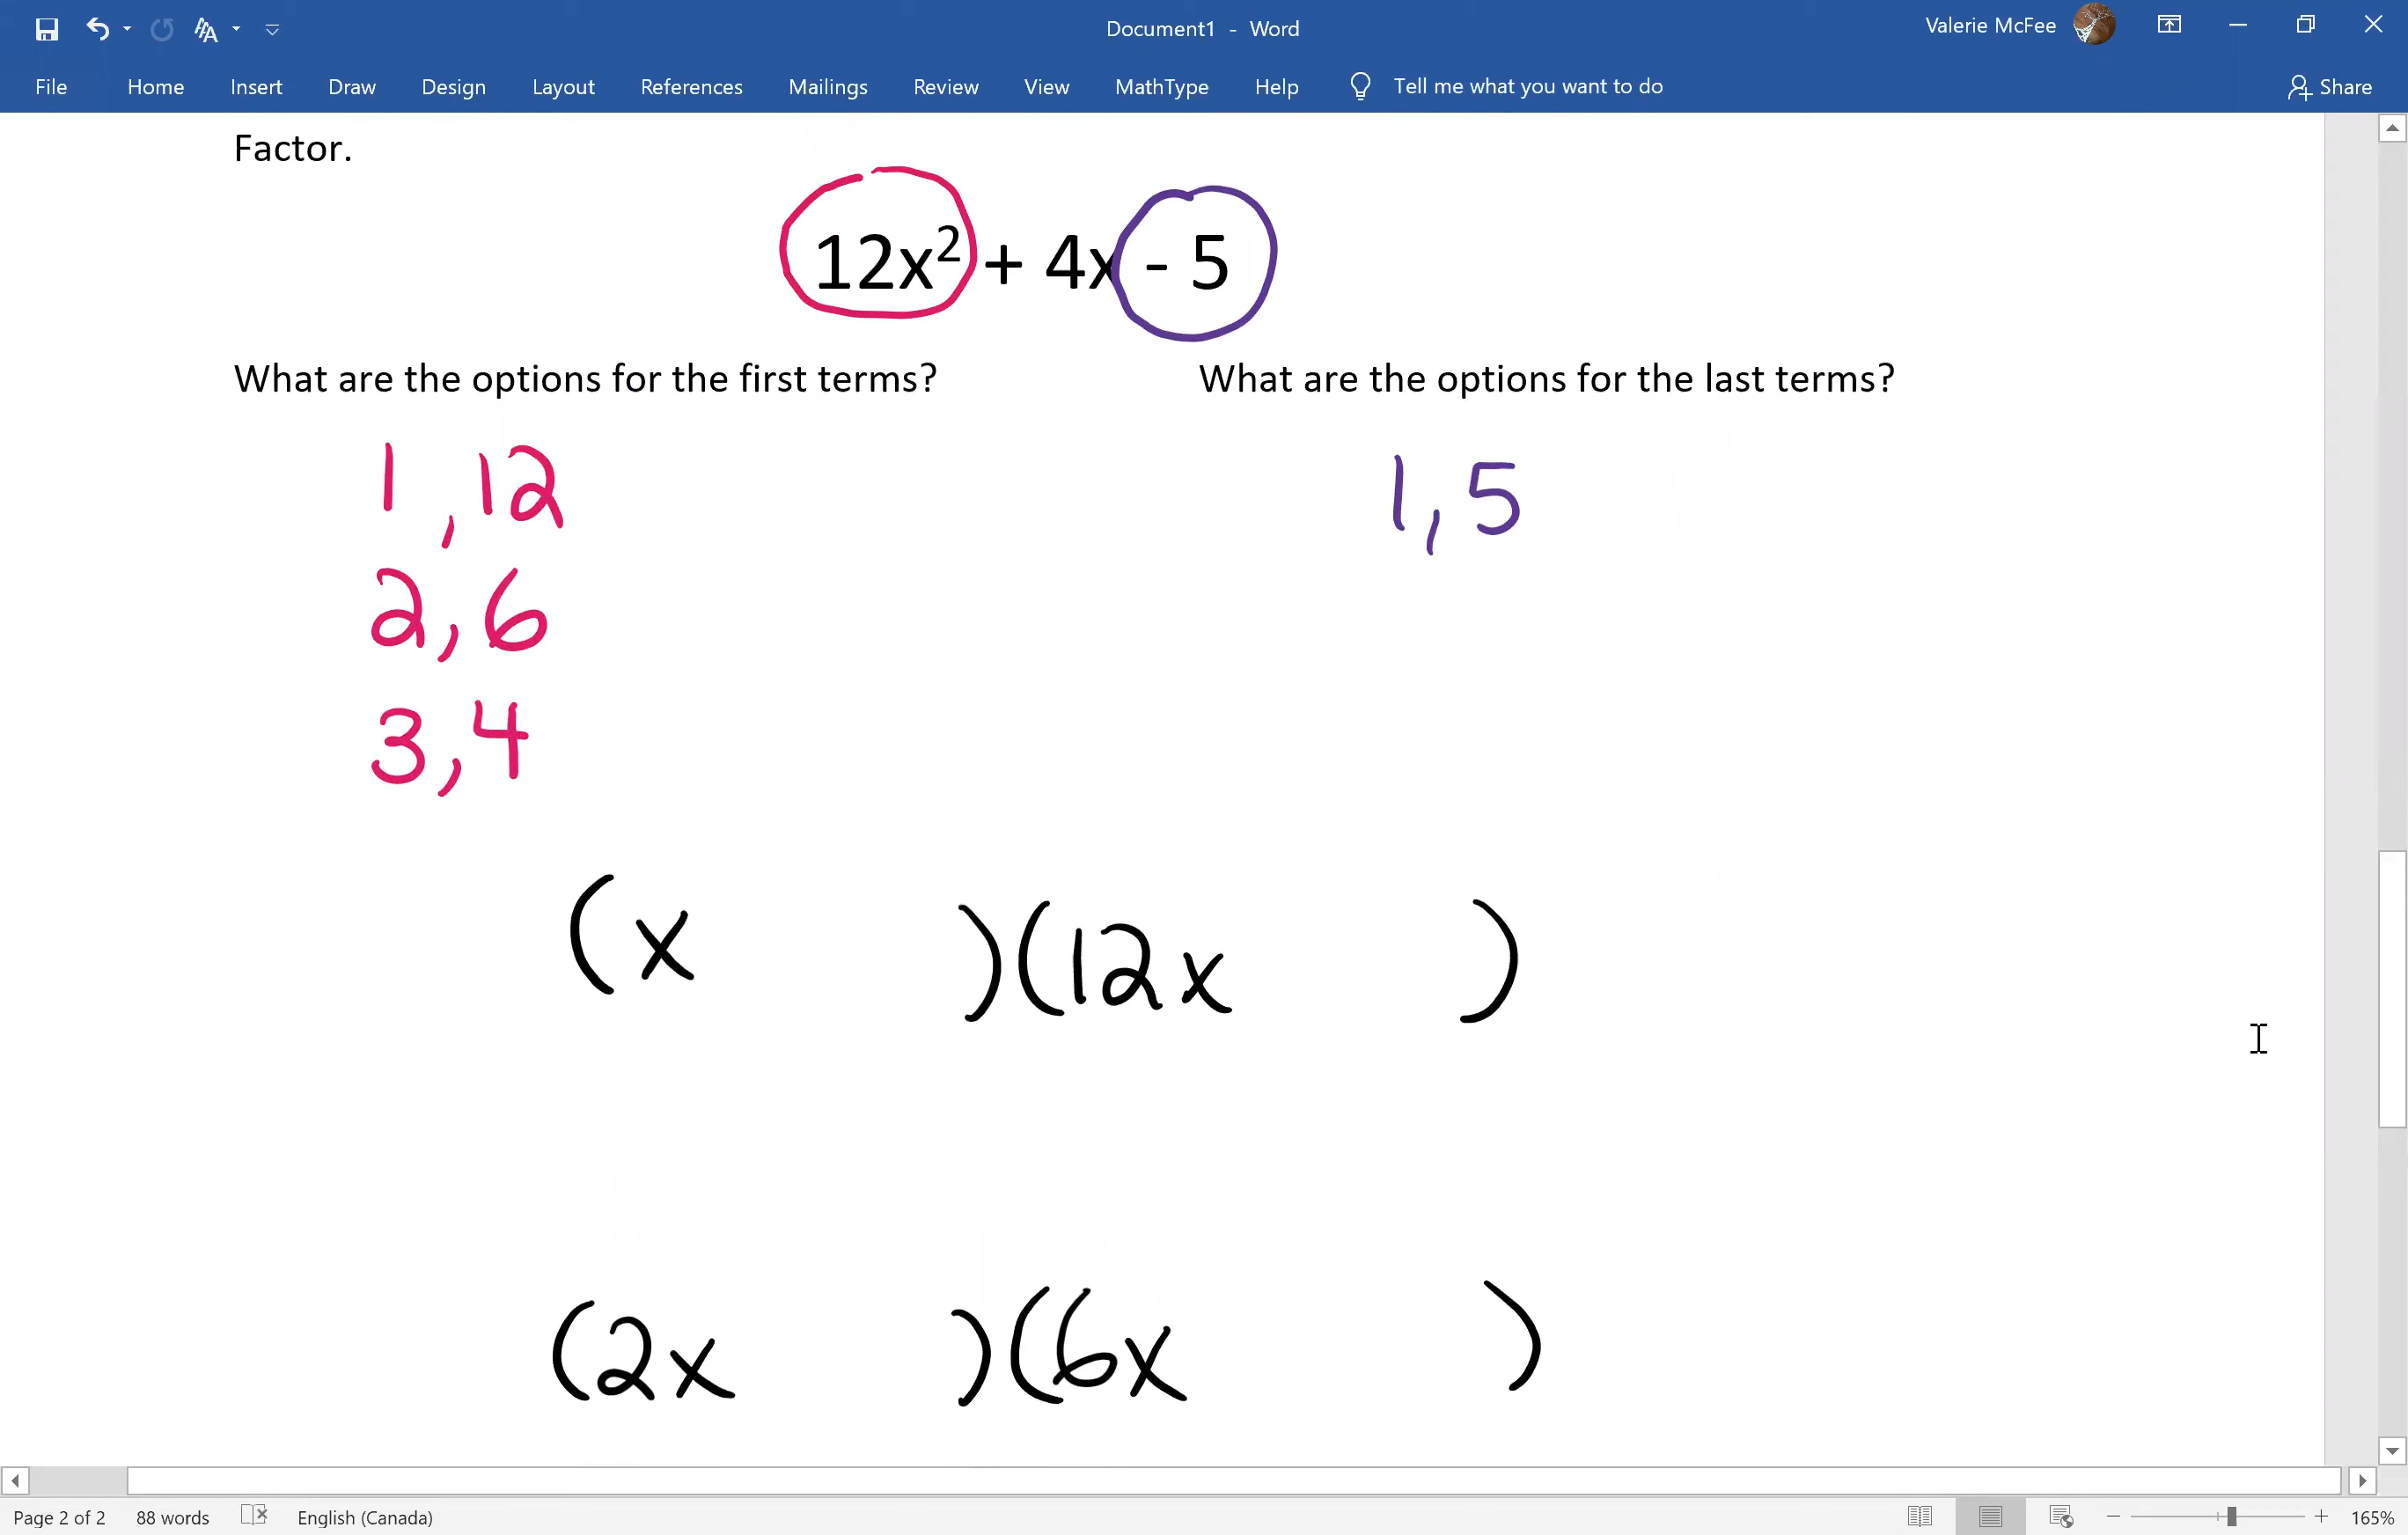 Document1 - Word
Valerie McFee
File Home Insert Draw Design Layout References Mailings Review View MathType Help Tell me what you want to do Share
Factor.
12x² + 4x - 5
What are the options for the first terms? What are the options for the last terms?
1, 12 1, 5
2, 6
3, 4
(x )(12x )
(2x )(6x )
Page 2 of 2 88 words English (Canada) 165%